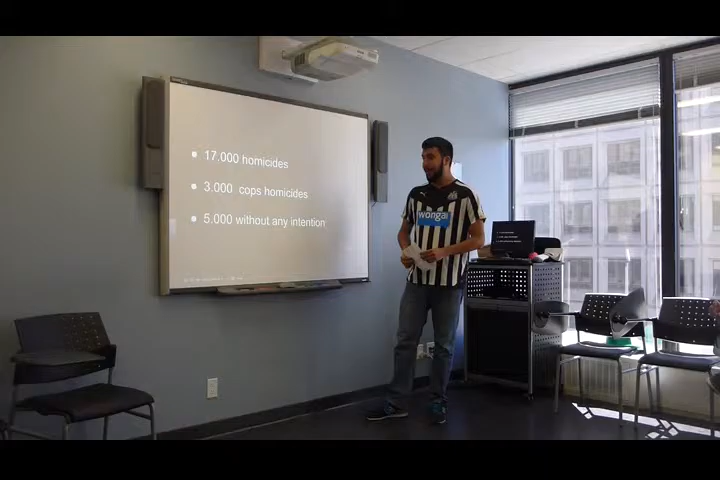 • 17.000 homicides
• 3.000 cops homicides
• 5.000 without any intention
wonga